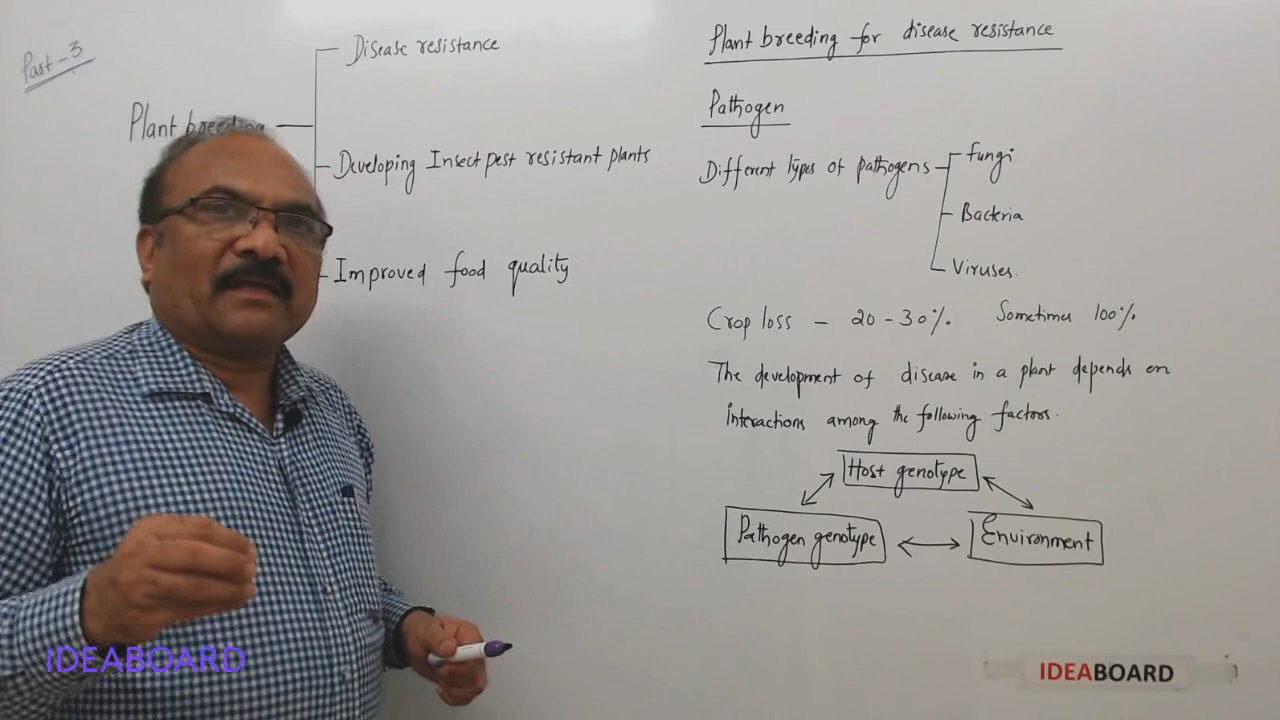 Part-3
Disease resistance
Plant breeding
Developing Insect pest resistant plants
Improved food quality
Plant breeding for disease resistance
Pathogen
Different types of pathogens
Fungi
Bacteria
Viruses.
Crop loss - 20-30%. Sometimes 100%
The development of disease in a plant depends on
interactions among the following factors.
Host genotype
Pathogen genotype
Environment
IDEABOARD
IDEABOARD